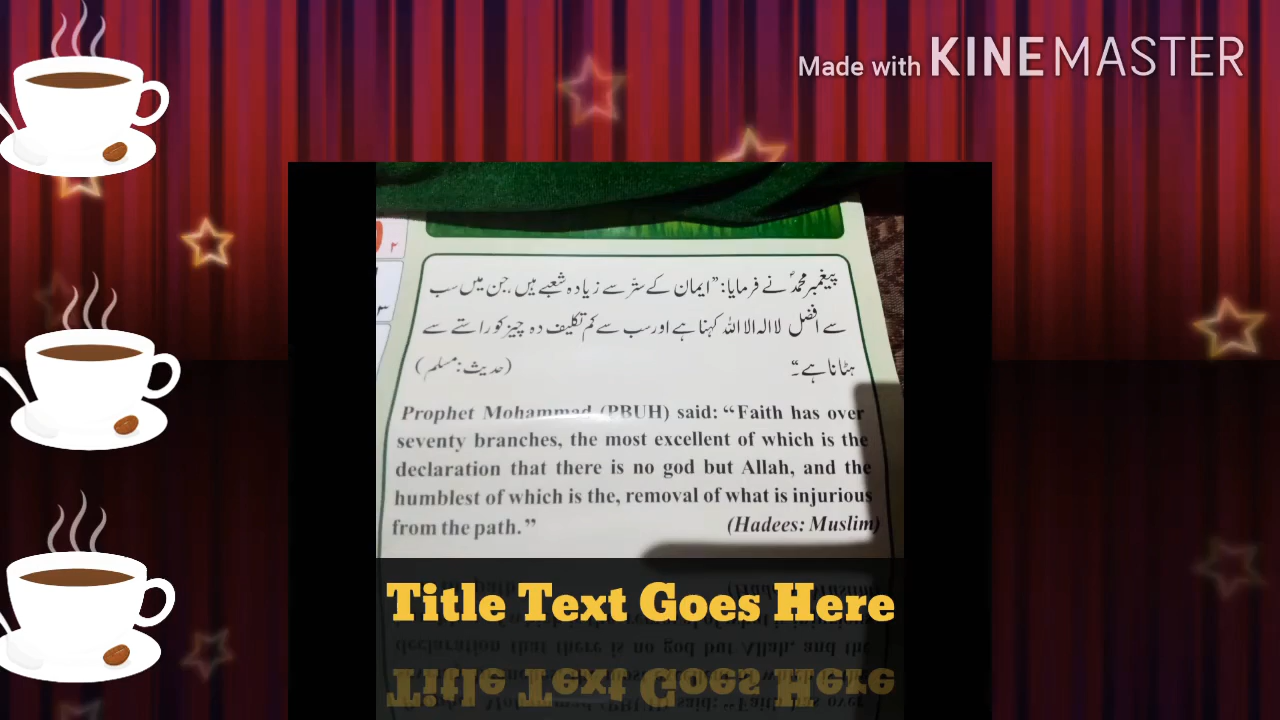 Made with KINEMASTER
۲
۳
پیغمبر محمدؐ نے فرمایا: ”ایمان کے ستّر سے زیادہ شعبے ہیں، جن میں سب
سے افضل لا الہ الا اللہ کہنا ہے اور سب سے کم تکلیف دہ چیز کو راستے سے
ہٹانا ہے۔“ (حدیث: مسلم)
Prophet Mohammad (PBUH) said: “Faith has over
seventy branches, the most excellent of which is the
declaration that there is no god but Allah, and the
humblest of which is the, removal of what is injurious
from the path.” (Hadees: Muslim)
Title Text Goes Here